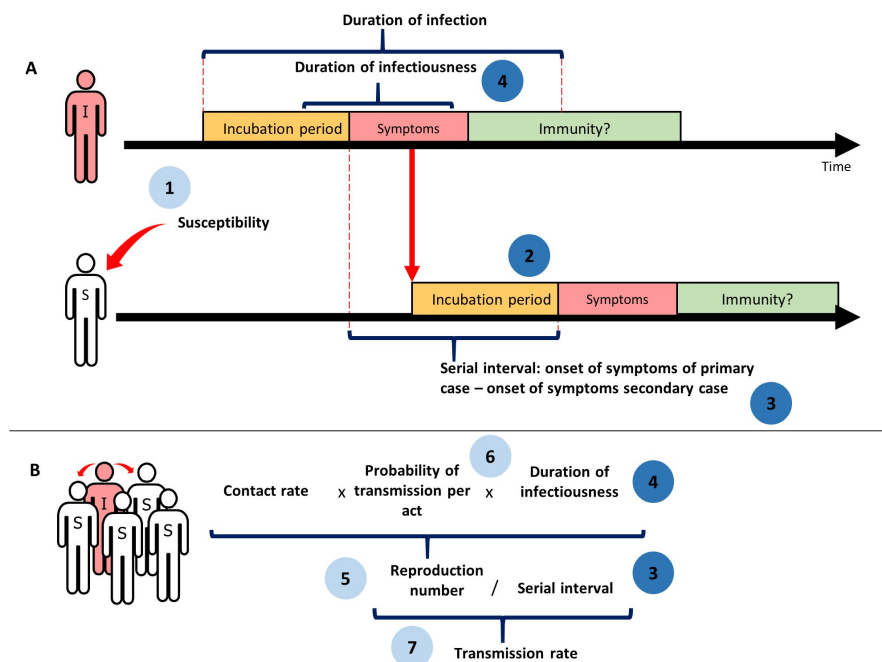 Duration of infection
A
Duration of infectiousness
4
I
Incubation period
Symptoms
Immunity?
Time
1
Susceptibility
2
S
Incubation period
Symptoms
Immunity?
Serial interval: onset of symptoms of primary
case – onset of symptoms secondary case
3
B
6
Contact rate x Probability of transmission per act x Duration of infectiousness
4
I
S
S
S
S
5
Reproduction number / Serial interval
3
7
Transmission rate